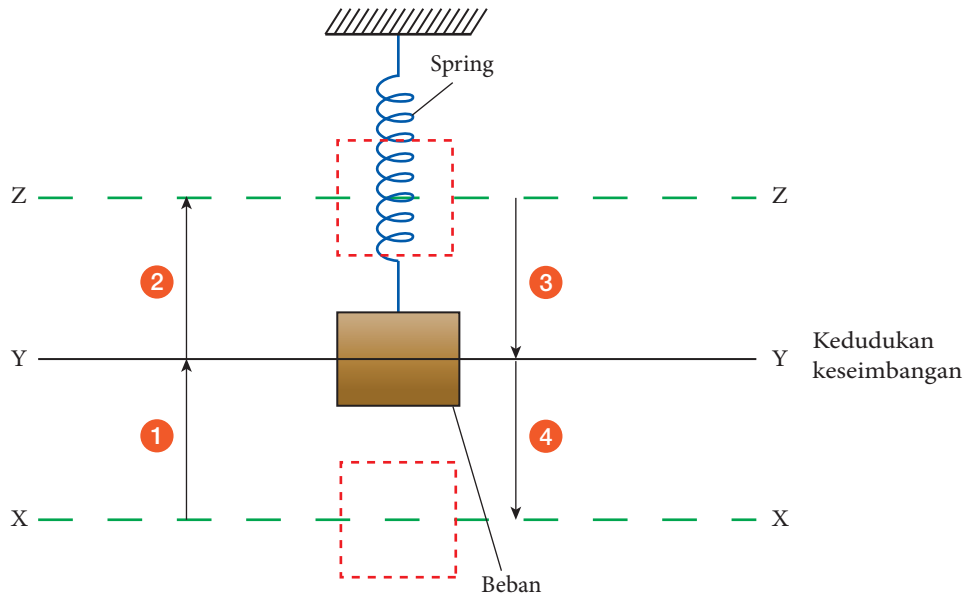 Spring
Z
Z
2
3
Y
Y
Kedudukan
keseimbangan
1
4
X
X
Beban